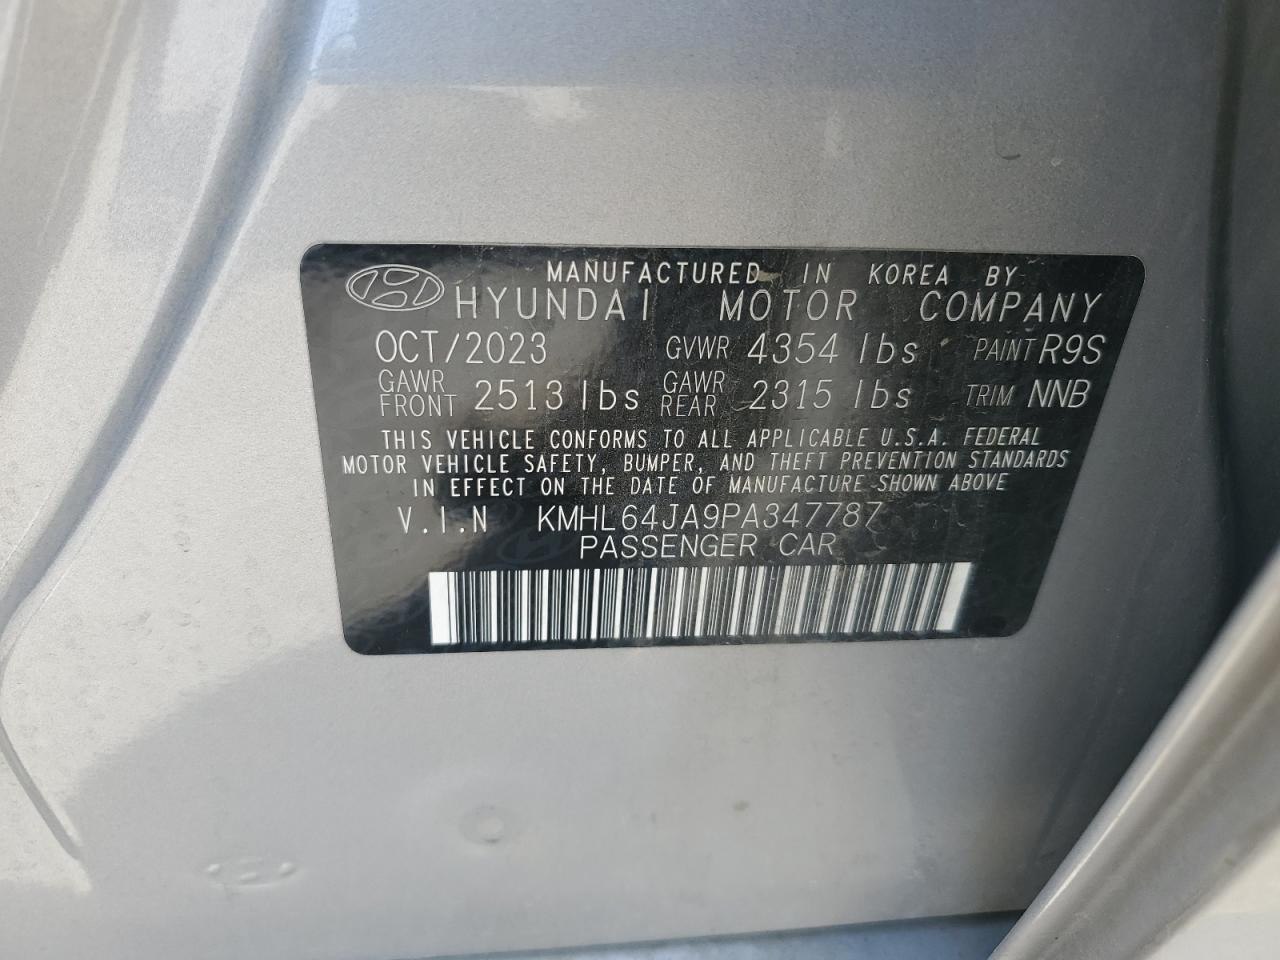 MANUFACTURED IN KOREA BY
HYUNDAI MOTOR COMPANY
OCT/2023 GVWR 4354 lbs PAINT R9S
GAWR FRONT 2513 lbs GAWR REAR 2315 lbs TRIM NNB
THIS VEHICLE CONFORMS TO ALL APPLICABLE U.S.A. FEDERAL
MOTOR VEHICLE SAFETY, BUMPER, AND THEFT PREVENTION STANDARDS
IN EFFECT ON THE DATE OF MANUFACTURE SHOWN ABOVE
V.I.N KMHL64JA9PA347787
PASSENGER CAR